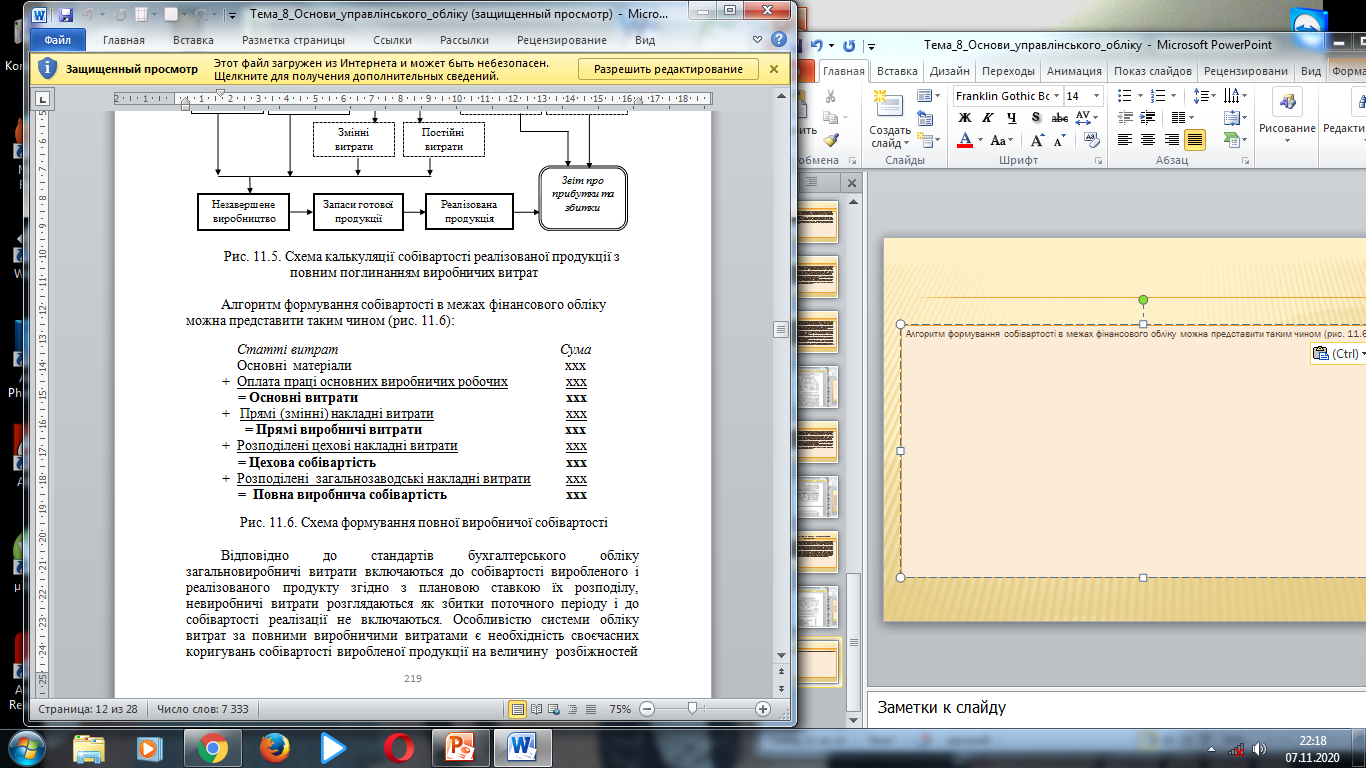 Тема_8_Основи_управлінського_обліку (защищенный просмотр) - Micro...
Файл Главная Вставка Разметка страницы Ссылки Рассылки Рецензирование Вид
Защищенный просмотр Этот файл загружен из Интернета и может быть небезопасен.
Щелкните для получения дополнительных сведений. Разрешить редактирование
Змінні
витрати
Постійні
витрати
Незавершене
виробництво
Запаси готової
продукції
Реалізована
продукція
Звіт про
прибутки та
збитки
Рис. 11.5. Схема калькуляції собівартості реалізованої продукції з
повним поглинанням виробничих витрат
Алгоритм формування собівартості в межах фінансового обліку
можна представити таким чином (рис. 11.6):
Статті витрат Сума
Основні матеріали ххх
+ Оплата праці основних виробничих робочих ххх
= Основні витрати ххх
+ Прямі (змінні) накладні витрати ххх
= Прямі виробничі витрати ххх
+ Розподілені цехові накладні витрати ххх
= Цехова собівартість ххх
+ Розподілені загальнозаводські накладні витрати ххх
= Повна виробнича собівартість ххх
Рис. 11.6. Схема формування повної виробничої собівартості
Відповідно до стандартів бухгалтерського обліку
загальновиробничі витрати включаються до собівартості виробленого і
реалізованого продукту згідно з плановою ставкою їх розподілу,
невиробничі витрати розглядаються як збитки поточного періоду і до
собівартості реалізації не включаються. Особливістю системи обліку
витрат за повними виробничими витратами є необхідність своєчасних
коригувань собівартості виробленої продукції на величину розбіжностей
219
Страница: 12 из 28 Число слов: 7 333 75%
Тема_8_Основи_управлінського_обліку - Microsoft PowerPoint
Главная Вставка Дизайн Переходы Анимация Показ слайдов Рецензировани Вид Форма
Создать
слайд
Franklin Gothic Bc 14
Рисование
Слайды Шрифт Абзац
Алгоритм формування собівартості в межах фінансового обліку можна представити таким чином (рис. 11.6
(Ctrl)
Заметки к слайду
22:18
07.11.2020